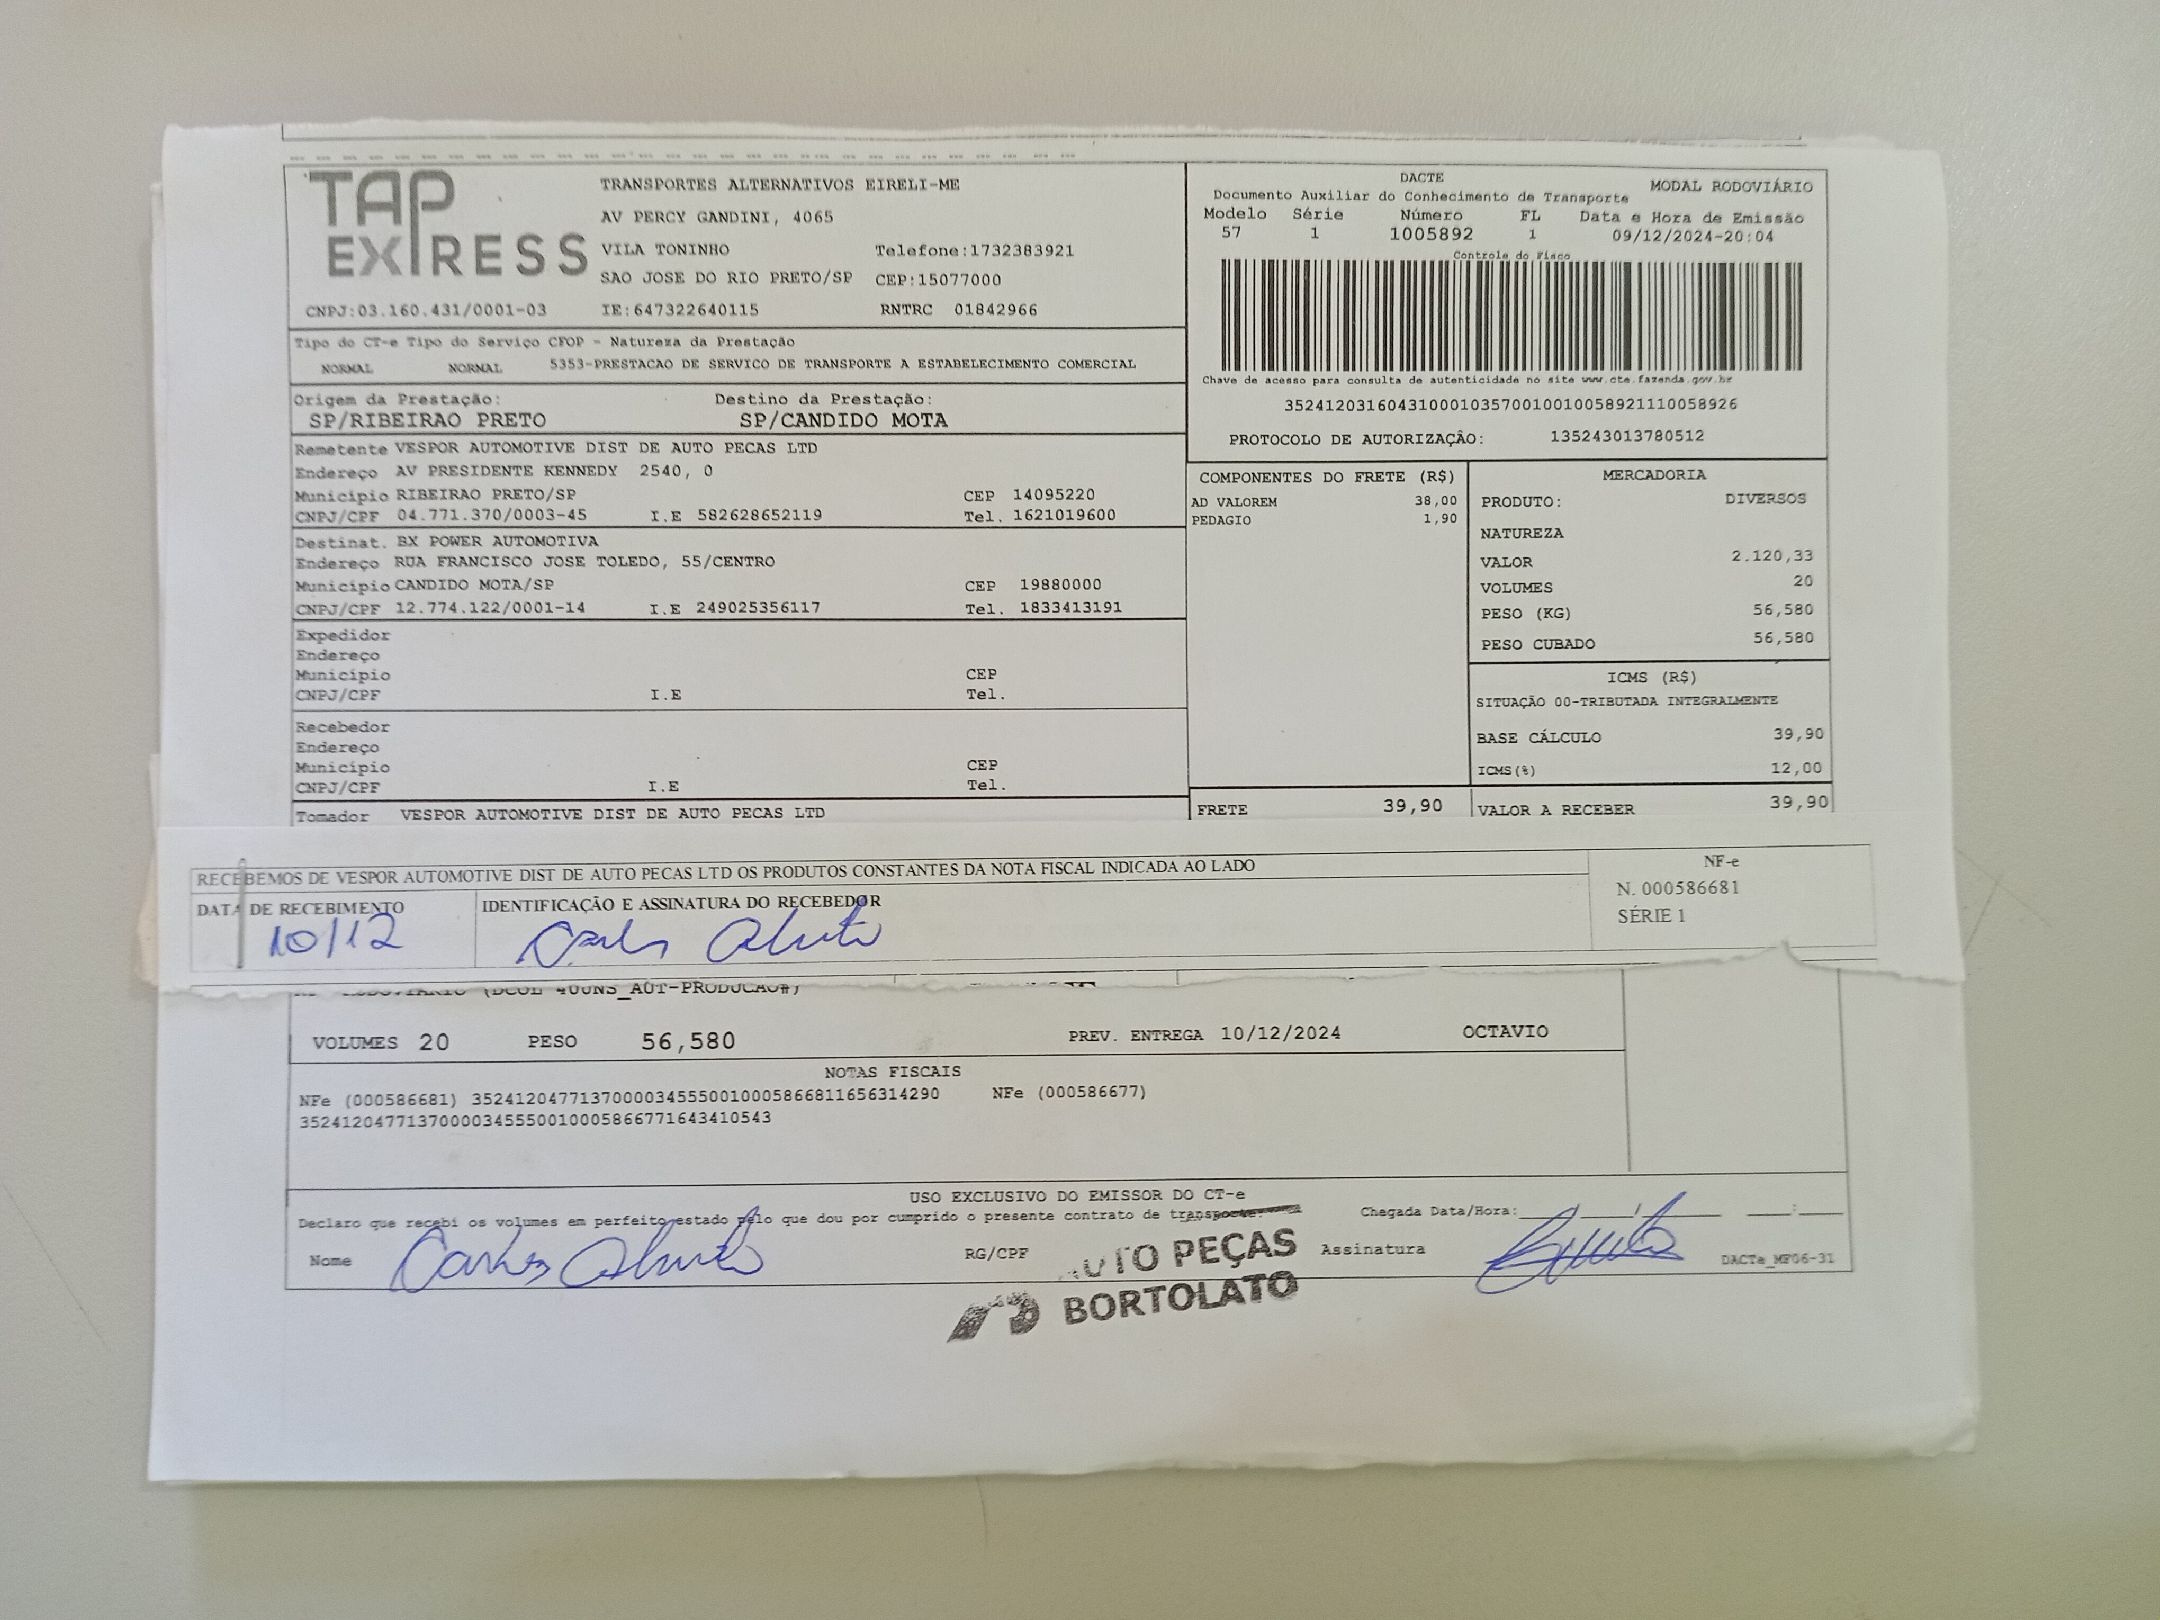 TAP EXPRESS
TRANSPORTES ALTERNATIVOS EIRELI-ME
AV PERCY GANDINI, 4065
VILA TONINHO Telefone:1732383921
SAO JOSE DO RIO PRETO/SP CEP:15077000
CNPJ:03.160.431/0001-03 IE:647322640115 RNTRC 01842966
DACTE
Documento Auxiliar do Conhecimento de Transporte MODAL RODOVIÁRIO
Modelo Série Número FL Data e Hora de Emissão
57 1 1005892 1 09/12/2024-20:04
Controle do Fisco
Chave de acesso para consulta de autenticidade no site www.cte.fazenda.gov.br
35241203160431000103570010010058921110058926
PROTOCOLO DE AUTORIZAÇÃO: 135243013780512
Tipo do CT-e Tipo do Serviço CFOP - Natureza da Prestação
NORMAL NORMAL 5353-PRESTACAO DE SERVICO DE TRANSPORTE A ESTABELECIMENTO COMERCIAL
Origem da Prestação: Destino da Prestação:
SP/RIBEIRAO PRETO SP/CANDIDO MOTA
Remetente VESPOR AUTOMOTIVE DIST DE AUTO PECAS LTD
Endereço AV PRESIDENTE KENNEDY 2540, 0
Município RIBEIRAO PRETO/SP CEP 14095220
CNPJ/CPF 04.771.370/0003-45 I.E 582628652119 Tel. 1621019600
Destinat. BX POWER AUTOMOTIVA
Endereço RUA FRANCISCO JOSE TOLEDO, 55/CENTRO
Município CANDIDO MOTA/SP CEP 19880000
CNPJ/CPF 12.774.122/0001-14 I.E 249025356117 Tel. 1833413191
Expedidor
Endereço
Município CEP
CNPJ/CPF I.E Tel.
Recebedor
Endereço
Município CEP
CNPJ/CPF I.E Tel.
Tomador VESPOR AUTOMOTIVE DIST DE AUTO PECAS LTD
COMPONENTES DO FRETE (R$)
AD VALOREM 38,00
PEDAGIO 1,90
FRETE 39,90
MERCADORIA
PRODUTO: DIVERSOS
NATUREZA
VALOR 2.120,33
VOLUMES 20
PESO (KG) 56,580
PESO CUBADO 56,580
ICMS (R$)
SITUAÇÃO 00-TRIBUTADA INTEGRALMENTE
BASE CÁLCULO 39,90
ICMS(%) 12,00
VALOR A RECEBER 39,90
RECEBEMOS DE VESPOR AUTOMOTIVE DIST DE AUTO PECAS LTD OS PRODUTOS CONSTANTES DA NOTA FISCAL INDICADA AO LADO
DATA DE RECEBIMENTO IDENTIFICAÇÃO E ASSINATURA DO RECEBEDOR
10/12
NF-e
N. 000586681
SÉRIE 1
VOLUMES 20 PESO 56,580 PREV. ENTREGA 10/12/2024 OCTAVIO
NOTAS FISCAIS
NFe (000586681) 35241204771370000345550010005866811656314290 NFe (000586677)
35241204771370000345550010005866771643410543
USO EXCLUSIVO DO EMISSOR DO CT-e
Declaro que recebi os volumes em perfeito estado pelo que dou por cumprido o presente contrato de transporte. Chegada Data/Hora:
Nome Carlos RG/CPF Assinatura DACTe_MF06-31
AUTO PEÇAS
BORTOLATO